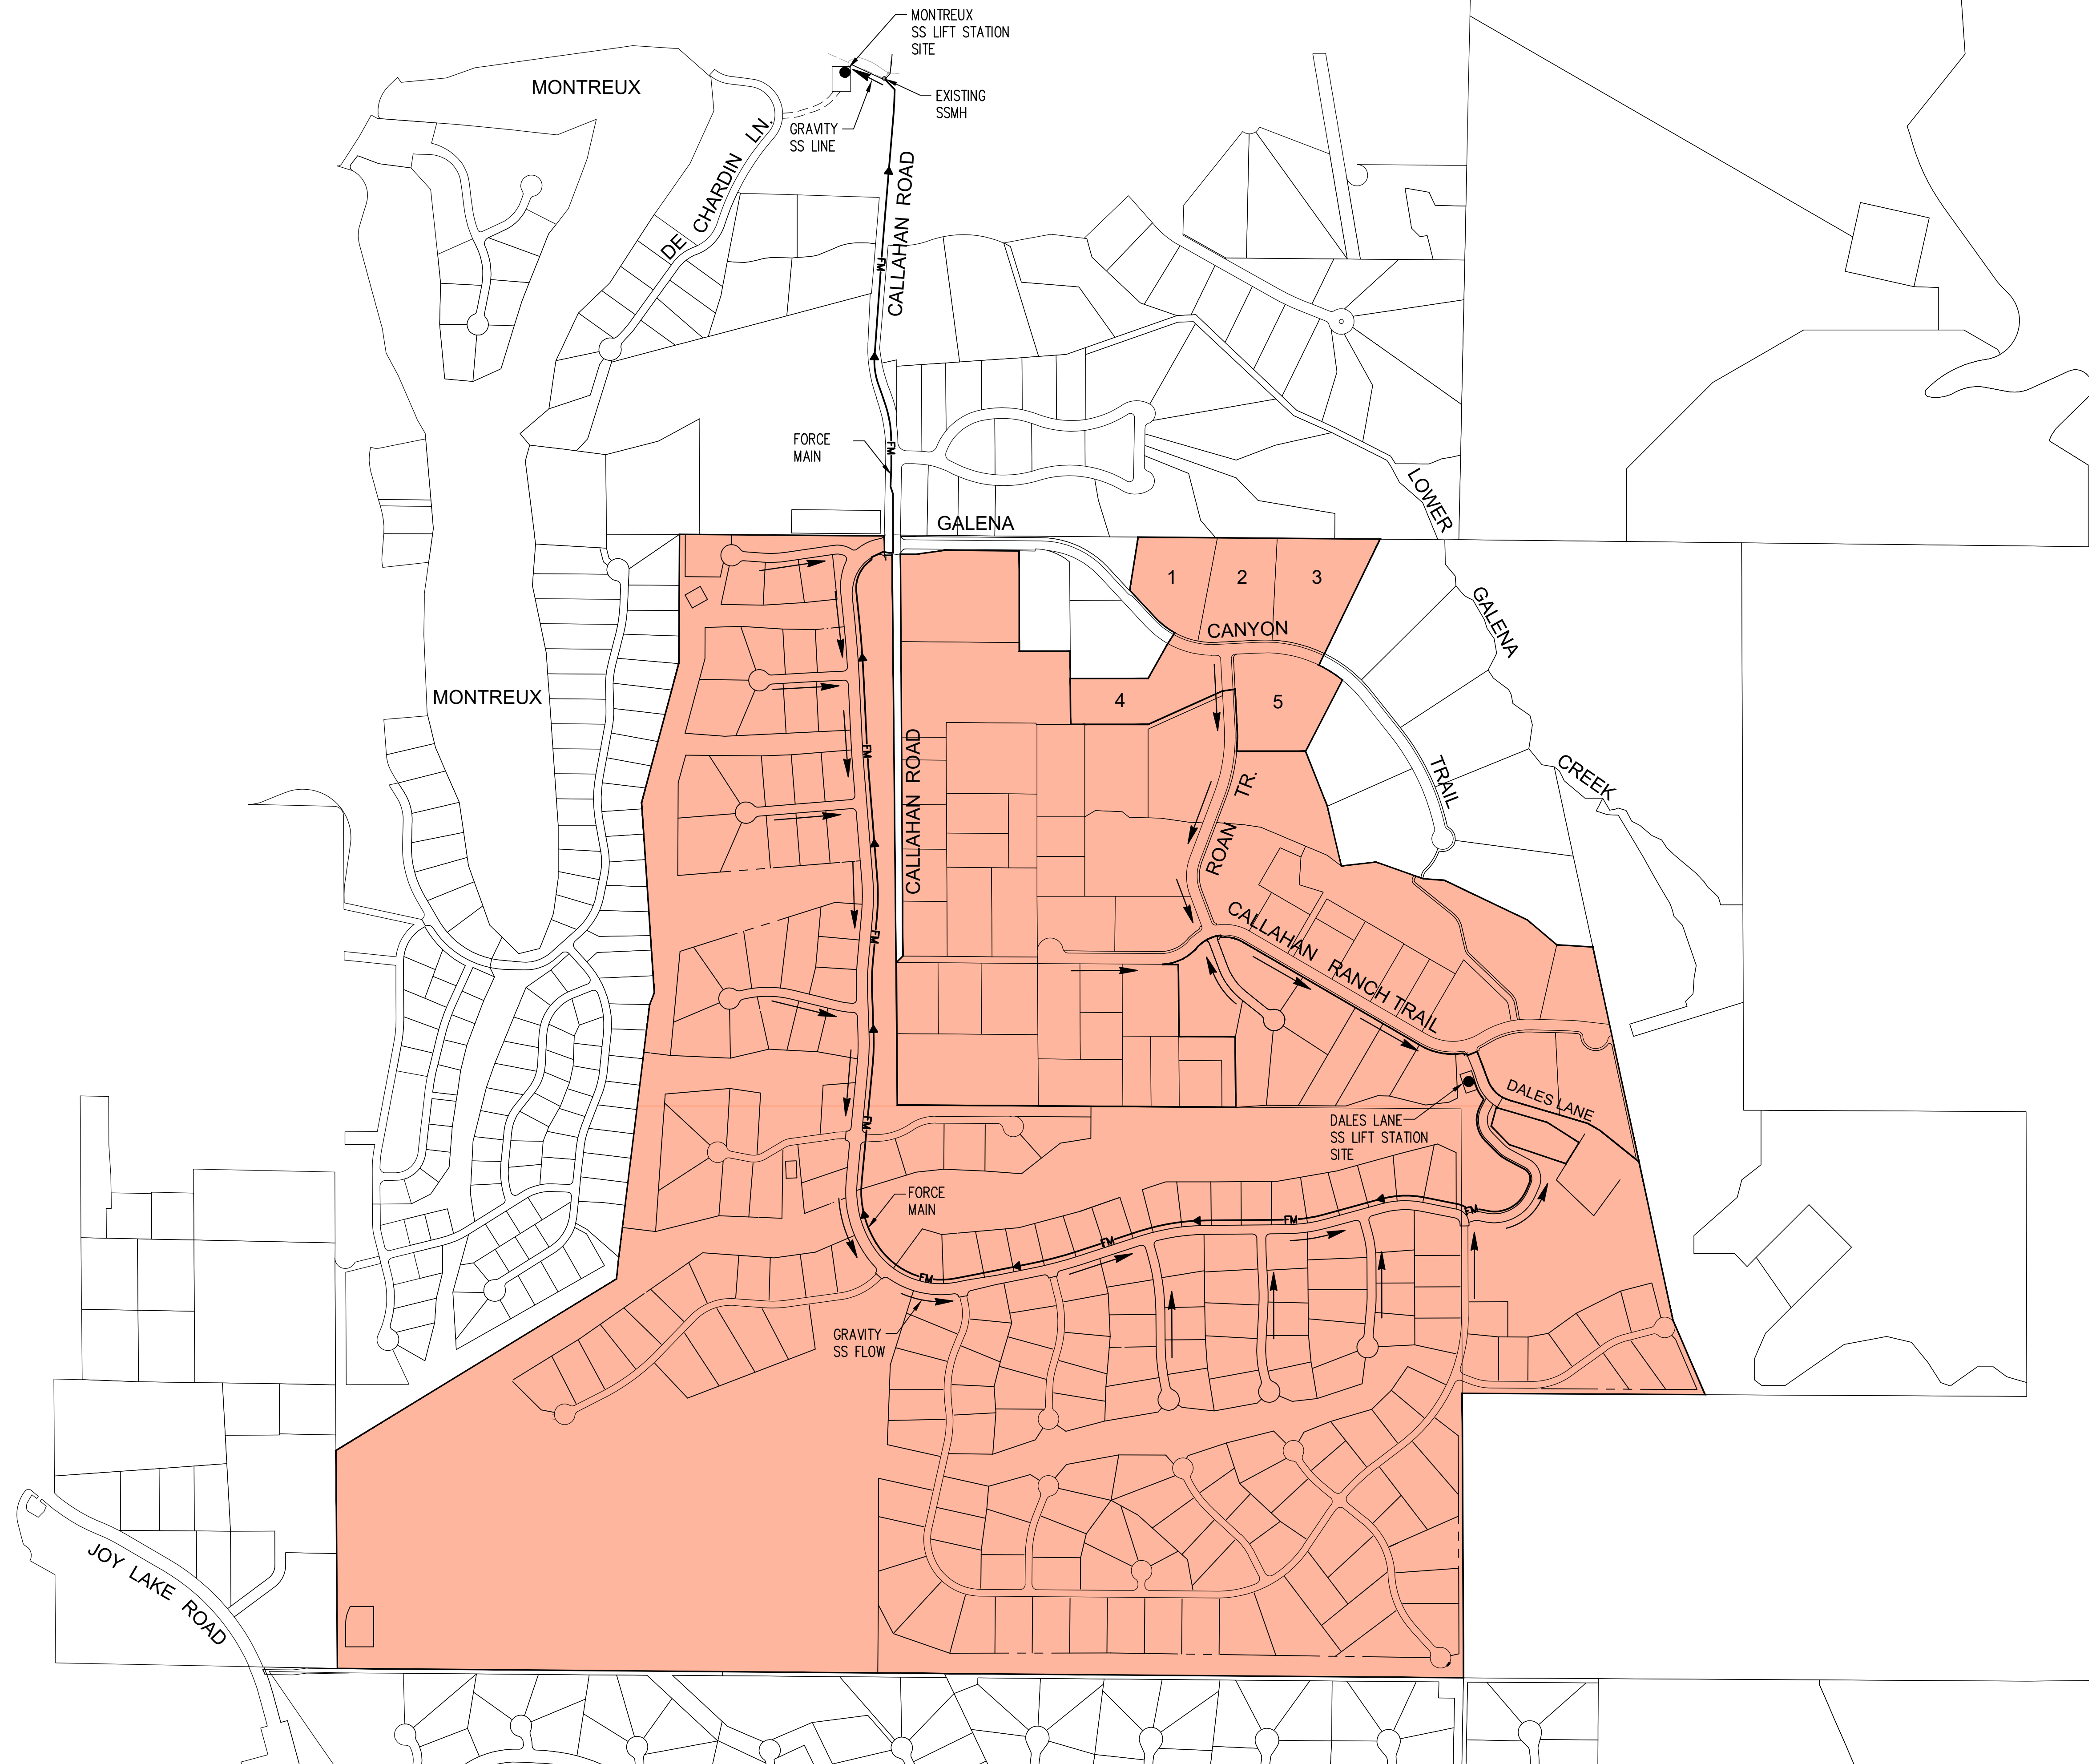 MONTREUX
SS LIFT STATION
SITE
MONTREUX
EXISTING
SSMH
GRAVITY
SS LINE
DE CHARDIN LN.
CALLAHAN ROAD
FM
FORCE
MAIN
FM
LOWER
GALENA
1
2
3
CANYON
GALENA
MONTREUX
4
5
FM
CALLAHAN ROAD
TRAIL
CREEK
ROAN TR.
FM
CALLAHAN RANCH TRAIL
DALES LANE
FM
DALES LANE
SS LIFT STATION
SITE
FORCE
MAIN
FM
FM
FM
FM
GRAVITY
SS FLOW
JOY LAKE ROAD